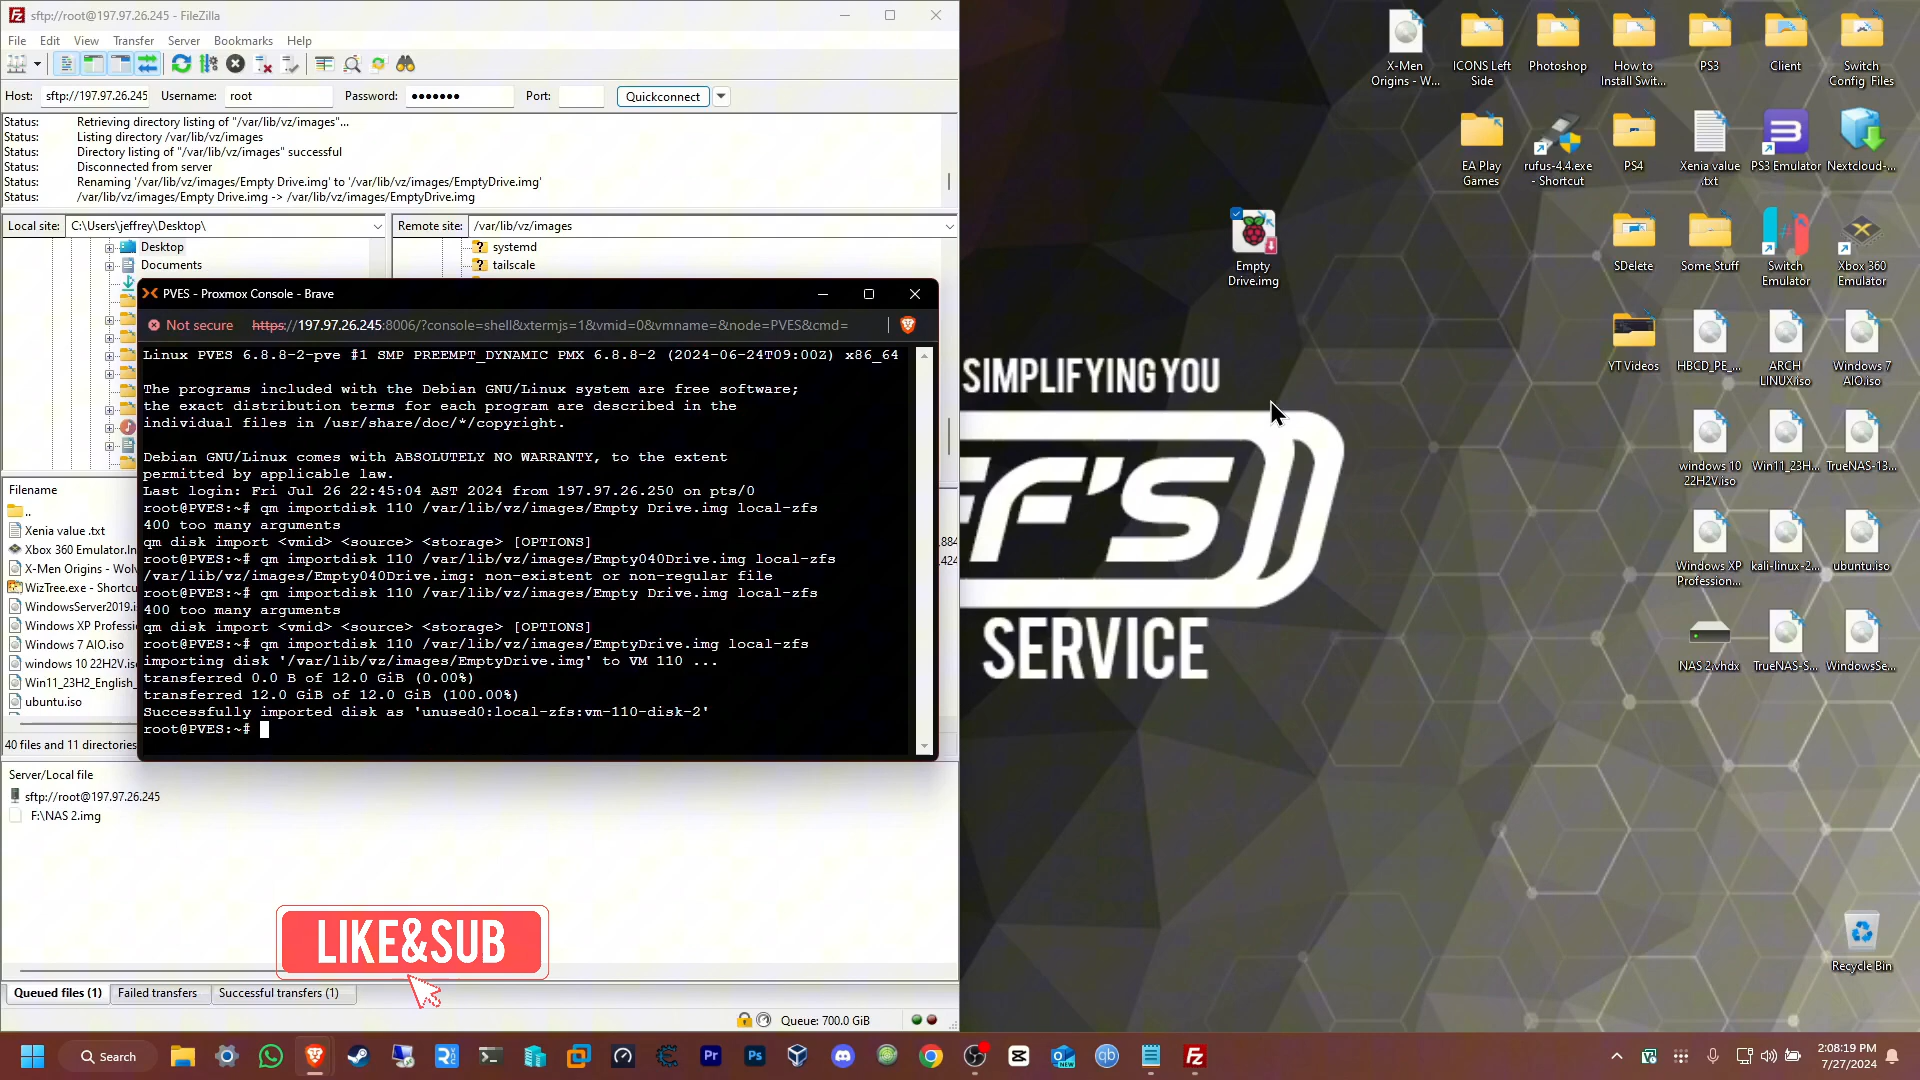 sftp://root@197.97.26.245 - FileZilla
File Edit View Transfer Server Bookmarks Help
Host: sftp://197.97.26.245 Username: root Password: ●●●●●●● Port: Quickconnect
Status: Retrieving directory listing of "/var/lib/vz/images"...
Status: Listing directory /var/lib/vz/images
Status: Directory listing of "/var/lib/vz/images" successful
Status: Disconnected from server
Status: Renaming '/var/lib/vz/images/Empty Drive.img' to '/var/lib/vz/images/EmptyDrive.img'
Status: /var/lib/vz/images/Empty Drive.img -> /var/lib/vz/images/EmptyDrive.img
Local site: C:\Users\jeffrey\Desktop\
Remote site: /var/lib/vz/images
Desktop
Documents
systemd
tailscale
PVES - Proxmox Console - Brave
Not secure https://197.97.26.245:8006/?console=shell&xtermjs=1&vmid=0&vmname=&node=PVES&cmd=
Linux PVES 6.8.8-2-pve #1 SMP PREEMPT_DYNAMIC PMX 6.8.8-2 (2024-06-24T09:00Z) x86_64
The programs included with the Debian GNU/Linux system are free software;
the exact distribution terms for each program are described in the
individual files in /usr/share/doc/*/copyright.
Debian GNU/Linux comes with ABSOLUTELY NO WARRANTY, to the extent
permitted by applicable law.
Last login: Fri Jul 26 22:45:04 AST 2024 from 197.97.26.250 on pts/0
root@PVES:~# qm importdisk 110 /var/lib/vz/images/Empty Drive.img local-zfs
400 too many arguments
qm disk import <vmid> <source> <storage> [OPTIONS]
root@PVES:~# qm importdisk 110 /var/lib/vz/images/Empty040Drive.img local-zfs
/var/lib/vz/images/Empty040Drive.img: non-existent or non-regular file
root@PVES:~# qm importdisk 110 /var/lib/vz/images/Empty Drive.img local-zfs
400 too many arguments
qm disk import <vmid> <source> <storage> [OPTIONS]
root@PVES:~# qm importdisk 110 /var/lib/vz/images/EmptyDrive.img local-zfs
importing disk '/var/lib/vz/images/EmptyDrive.img' to VM 110 ...
transferred 0.0 B of 12.0 GiB (0.00%)
transferred 12.0 GiB of 12.0 GiB (100.00%)
Successfully imported disk as 'unused0:local-zfs:vm-110-disk-2'
root@PVES:~#
Filename
..
Xenia value .txt
Xbox 360 Emulator.ln
X-Men Origins - Wolv
WizTree.exe - Shortcu
WindowsServer2019.i
Windows XP Professi
Windows 7 AIO.iso
windows 10 22H2V.is
Win11_23H2_English_
ubuntu.iso
40 files and 11 directories
,884
,424
Server/Local file
sftp://root@197.97.26.245
F:\NAS 2.img
LIKE&SUB
Queued files (1) Failed transfers Successful transfers (1)
Queue: 700.0 GiB
SIMPLIFYING YOU
FF'S
SERVICE
Empty
Drive.img
X-Men
Origins - W...
ICONS Left
Side
Photoshop
How to
Install Swit...
PS3
Client
Switch
Config Files
EA Play
Games
rufus-4.4.exe
- Shortcut
PS4
Xenia value
.txt
PS3 Emulator
Nextcloud-...
SDelete
Some Stuff
Switch
Emulator
Xbox 360
Emulator
YT Videos
HBCD_PE_...
ARCH
LINUX.iso
Windows 7
AIO.iso
windows 10
22H2V.iso
Win11_23H...
TrueNAS-13...
Windows XP
Profession...
kali-linux-2...
ubuntu.iso
NAS 2.vhdx
TrueNAS-S...
WindowsSe...
Recycle Bin
Search
Pr
Ps
qb
2:08:19 PM
7/27/2024